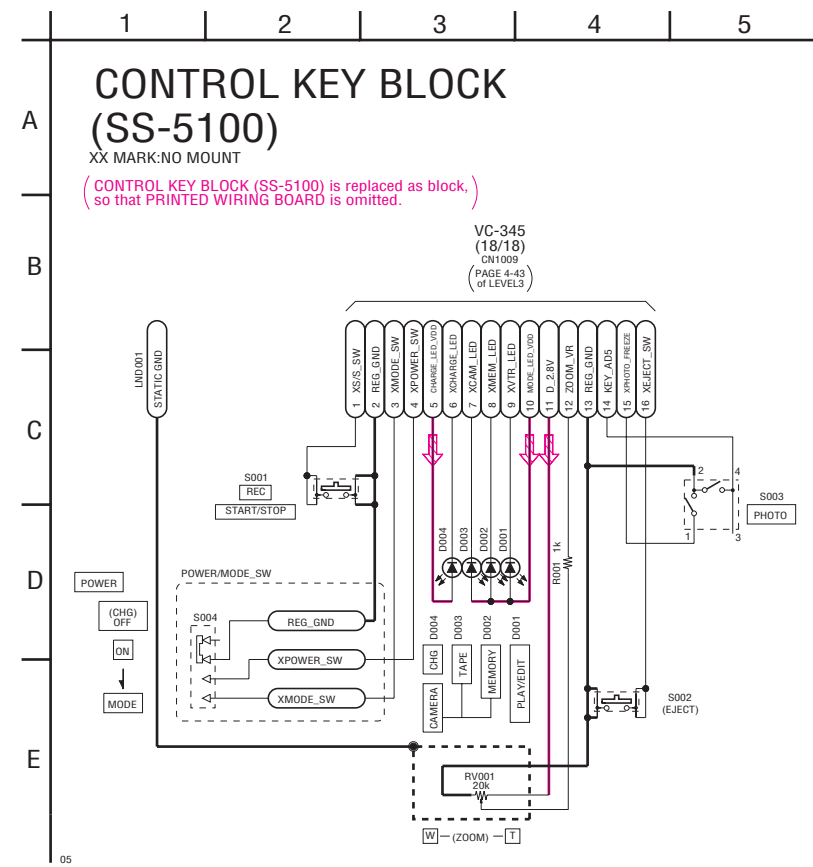 1 2 3 4 5
A
B
C
D
E
CONTROL KEY BLOCK
(SS-5100)
XX MARK:NO MOUNT
CONTROL KEY BLOCK (SS-5100) is replaced as block,
so that PRINTED WIRING BOARD is omitted.
VC-345
(18/18)
CN1009
(PAGE 4-43
of LEVEL3)
LND001
STATIC GND
1 XS/S_SW
2 REG_GND
3 XMODE_SW
4 XPOWER_SW
5 CHARGE_LED_VDD
6 XCHARGE_LED
7 XCAM_LED
8 XMEM_LED
9 XVTR_LED
10 MODE_LED_VDD
11 D_2.8V
12 ZOOM_VR
13 REG_GND
14 KEY_AD5
15 XPHOTO_FREEZE
16 XEJECT_SW
S001
REC
START/STOP
2 4
1 3
S003
PHOTO
D004
D003
D002
D001
R001 1k
POWER
(CHG)
OFF
ON
MODE
POWER/MODE_SW
S004
REG_GND
XPOWER_SW
XMODE_SW
D004
D003
D002
D001
CHG
TAPE
MEMORY
PLAY/EDIT
CAMERA
S002
(EJECT)
RV001
20k
W (ZOOM) T
05